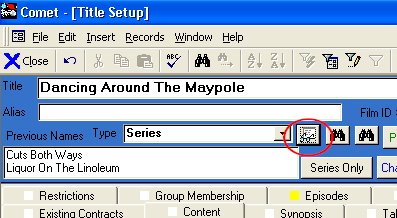 Comet - [Title Setup]
File Edit Insert Records Window Help
Close ABC
Title Dancing Around The Maypole
Alias Film ID
Previous Names Type Series
Cuts Both Ways
Liquor On The Linoleum
Series Only
Restrictions Group Membership Episodes
Existing Contracts Content Synopsis